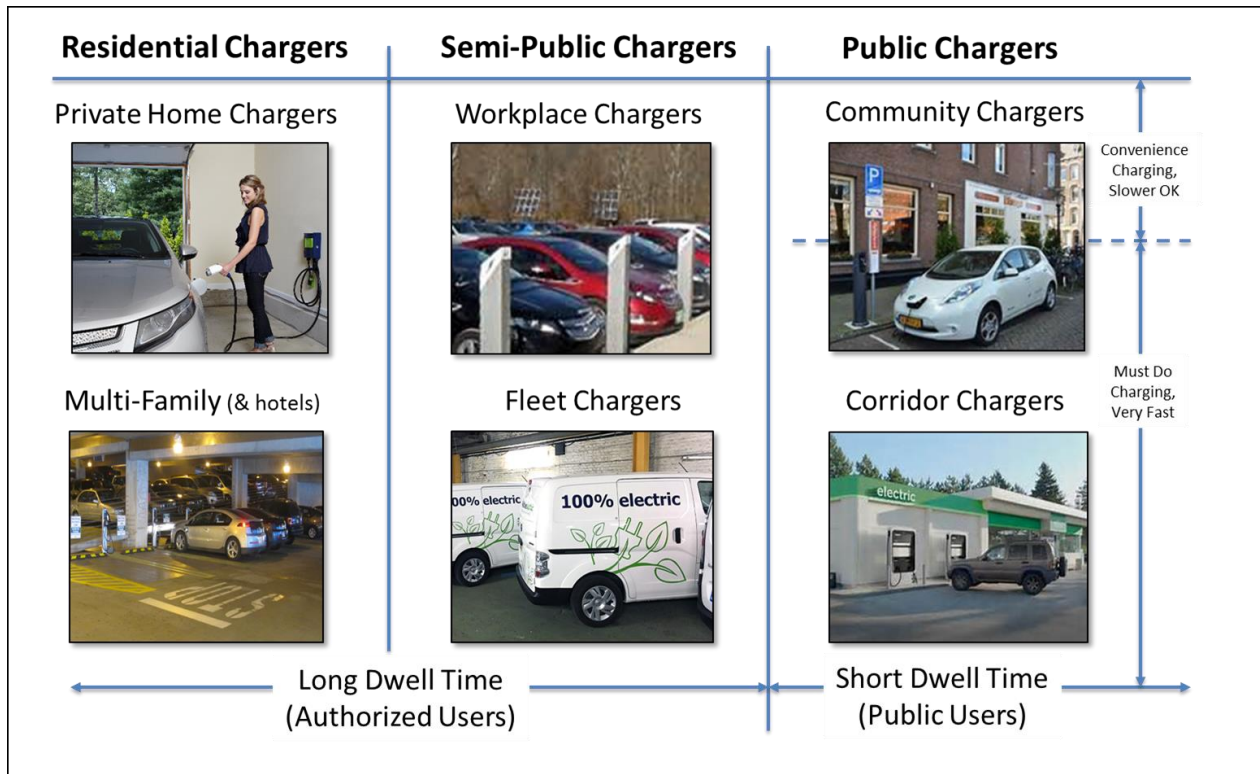 Residential Chargers
Semi-Public Chargers
Public Chargers
Private Home Chargers
Workplace Chargers
Community Chargers
Convenience
Charging,
Slower OK
P
Multi-Family (& hotels)
Fleet Chargers
Corridor Chargers
Must Do
Charging,
Very Fast
STOP
00% electric
100% electric
electric
Long Dwell Time
(Authorized Users)
Short Dwell Time
(Public Users)